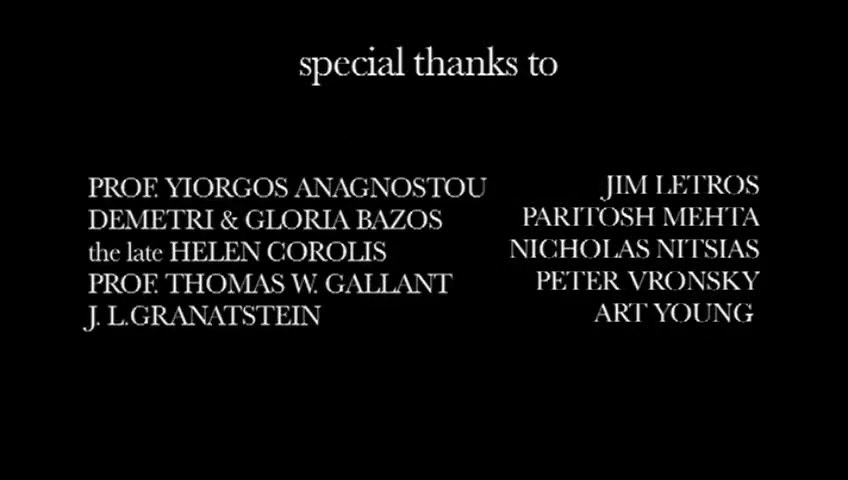 special thanks to
PROF. YIORGOS ANAGNOSTOU
DEMETRI & GLORIA BAZOS
the late HELEN COROLIS
PROF. THOMAS W. GALLANT
J. L.GRANATSTEIN
JIM LETROS
PARITOSH MEHTA
NICHOLAS NITSIAS
PETER VRONSKY
ART YOUNG